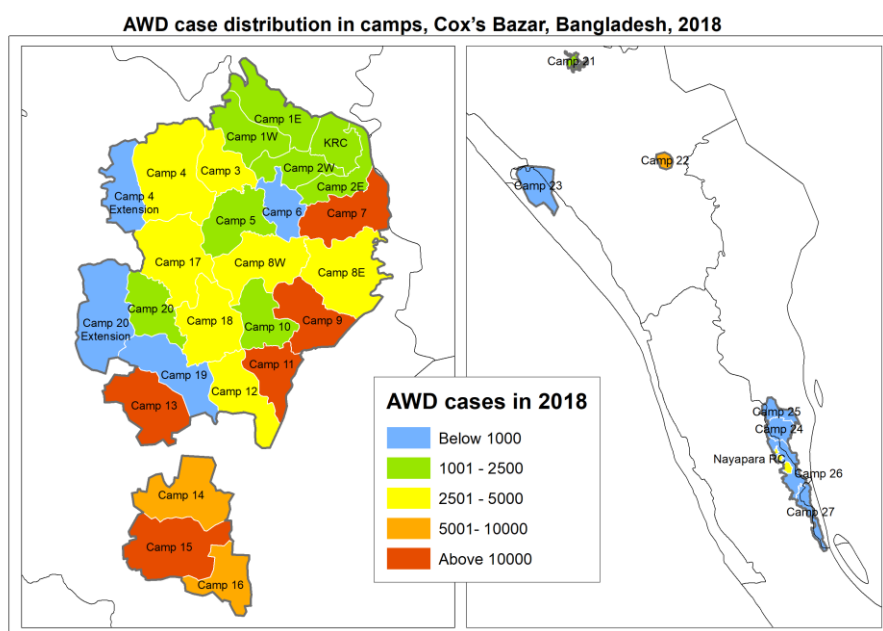 AWD case distribution in camps, Cox's Bazar, Bangladesh, 2018
Camp 1E
Camp 1W
KRC
Camp 4
Camp 3
Camp 2W
Camp 2E
Camp 4
Extension
Camp 5
Camp 6
Camp 7
Camp 17
Camp 8W
Camp 8E
Camp 20
Camp 20
Extension
Camp 18
Camp 10
Camp 9
Camp 19
Camp 11
Camp 12
Camp 13
Camp 14
Camp 15
Camp 16
AWD cases in 2018
Below 1000
1001 - 2500
2501 - 5000
5001- 10000
Above 10000
Camp 21
Camp 22
Camp 23
Camp 25
Camp 24
Nayapara RC
Camp 26
Camp 27